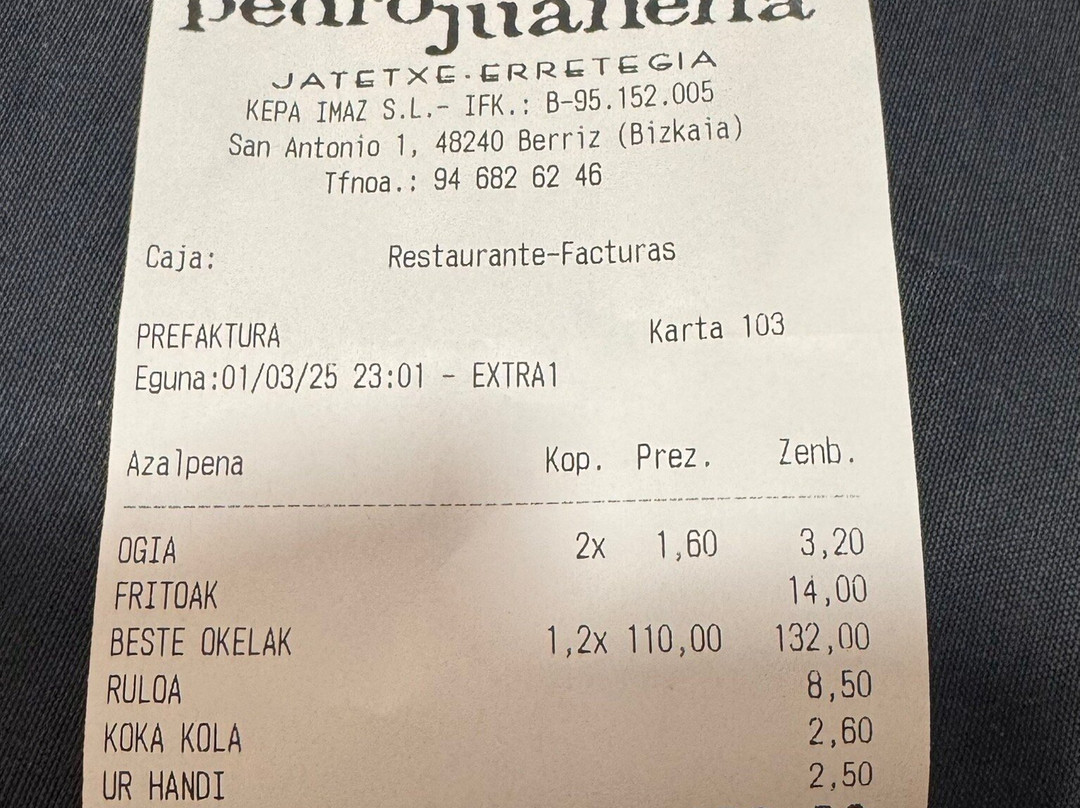 pedrojuanena
JATETXE·ERRETEGIA
KEPA IMAZ S.L.- IFK.: B-95.152.005
San Antonio 1, 48240 Berriz (Bizkaia)
Tfnoa.: 94 682 62 46
Caja: Restaurante-Facturas
PREFAKTURA Karta 103
Eguna:01/03/25 23:01 - EXTRA1
Azalpena Kop. Prez. Zenb.
OGIA 2x 1,60 3,20
FRITOAK 14,00
BESTE OKELAK 1,2x 110,00 132,00
RULOA 8,50
KOKA KOLA 2,60
UR HANDI 2,50